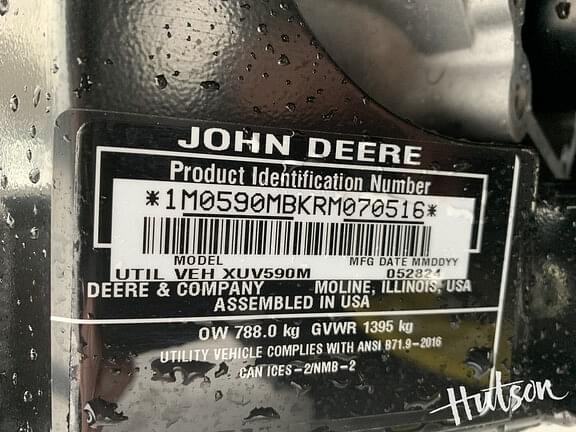 JOHN DEERE
Product Identification Number
*1M0590MBKRM070516*
MODEL MFG DATE MMDDYY
UTIL VEH XUV590M 052824
DEERE & COMPANY MOLINE, ILLINOIS, USA
ASSEMBLED IN USA
OW 788.0 kg GVWR 1395 kg
UTILITY VEHICLE COMPLIES WITH ANSI B71.9-2016
CAN ICES-2/NMB-2
Hutson